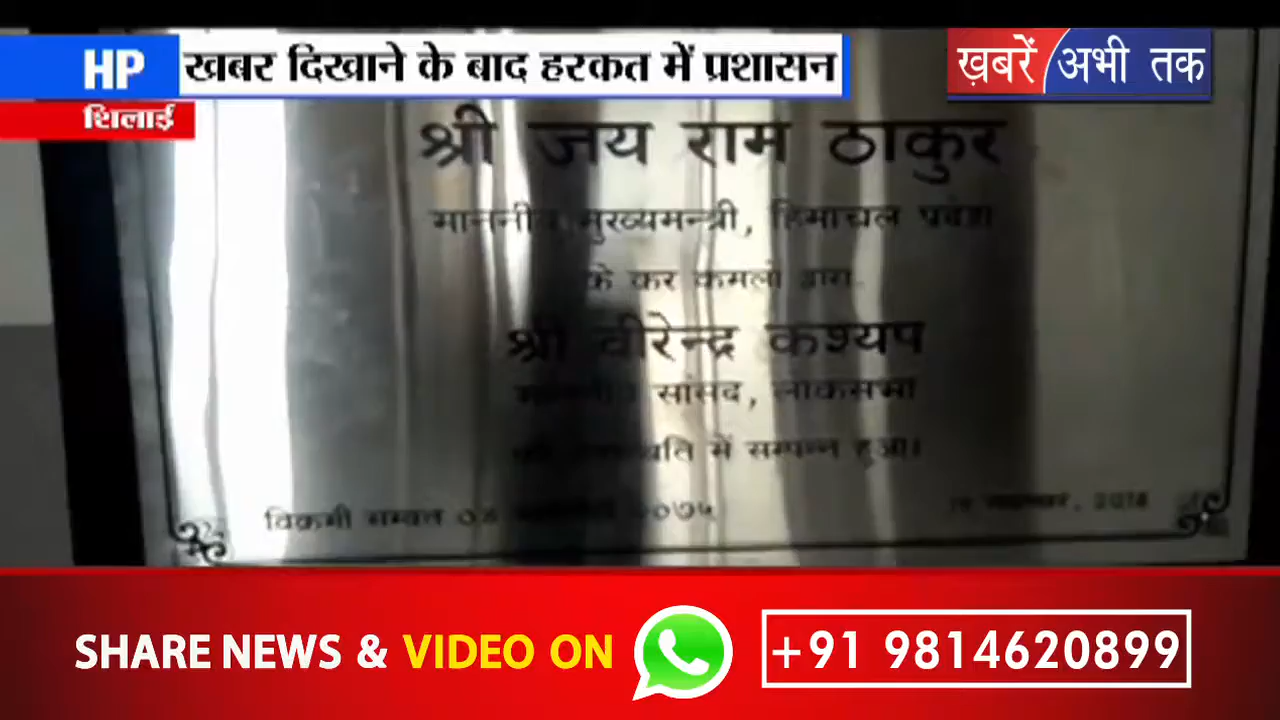 HP
खबर दिखाने के बाद हरकत में प्रशासन
ख़बरें अभी तक
शिलाई
श्री जय राम ठाकुर
माननीय मुख्यमन्त्री, हिमाचल प्रदेश
के कर कमलों द्वारा
श्री वीरेन्द्र कश्यप
सांसद, लोकसभा
में सम्पन्न हुआ।
विक्रमी सम्वत
SHARE NEWS & VIDEO ON
+91 9814620899